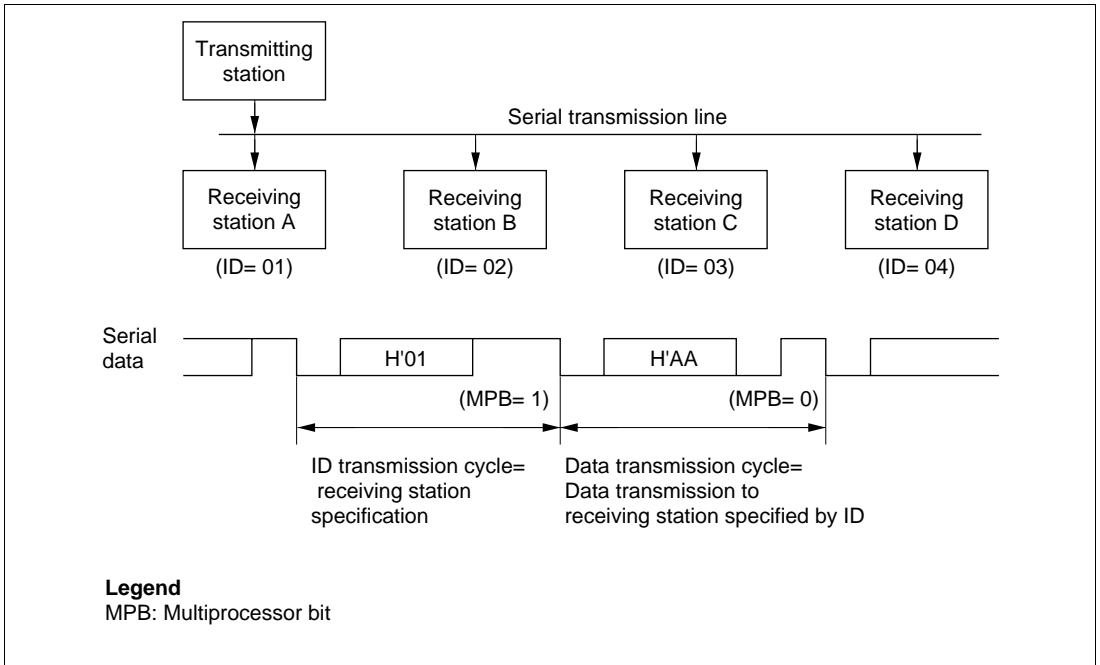 Transmitting
station
Serial transmission line
Receiving
station A
Receiving
station B
Receiving
station C
Receiving
station D
(ID= 01)
(ID= 02)
(ID= 03)
(ID= 04)
Serial
data
H'01
H'AA
(MPB= 1)
(MPB= 0)
ID transmission cycle=
receiving station
specification
Data transmission cycle=
Data transmission to
receiving station specified by ID
Legend
MPB: Multiprocessor bit